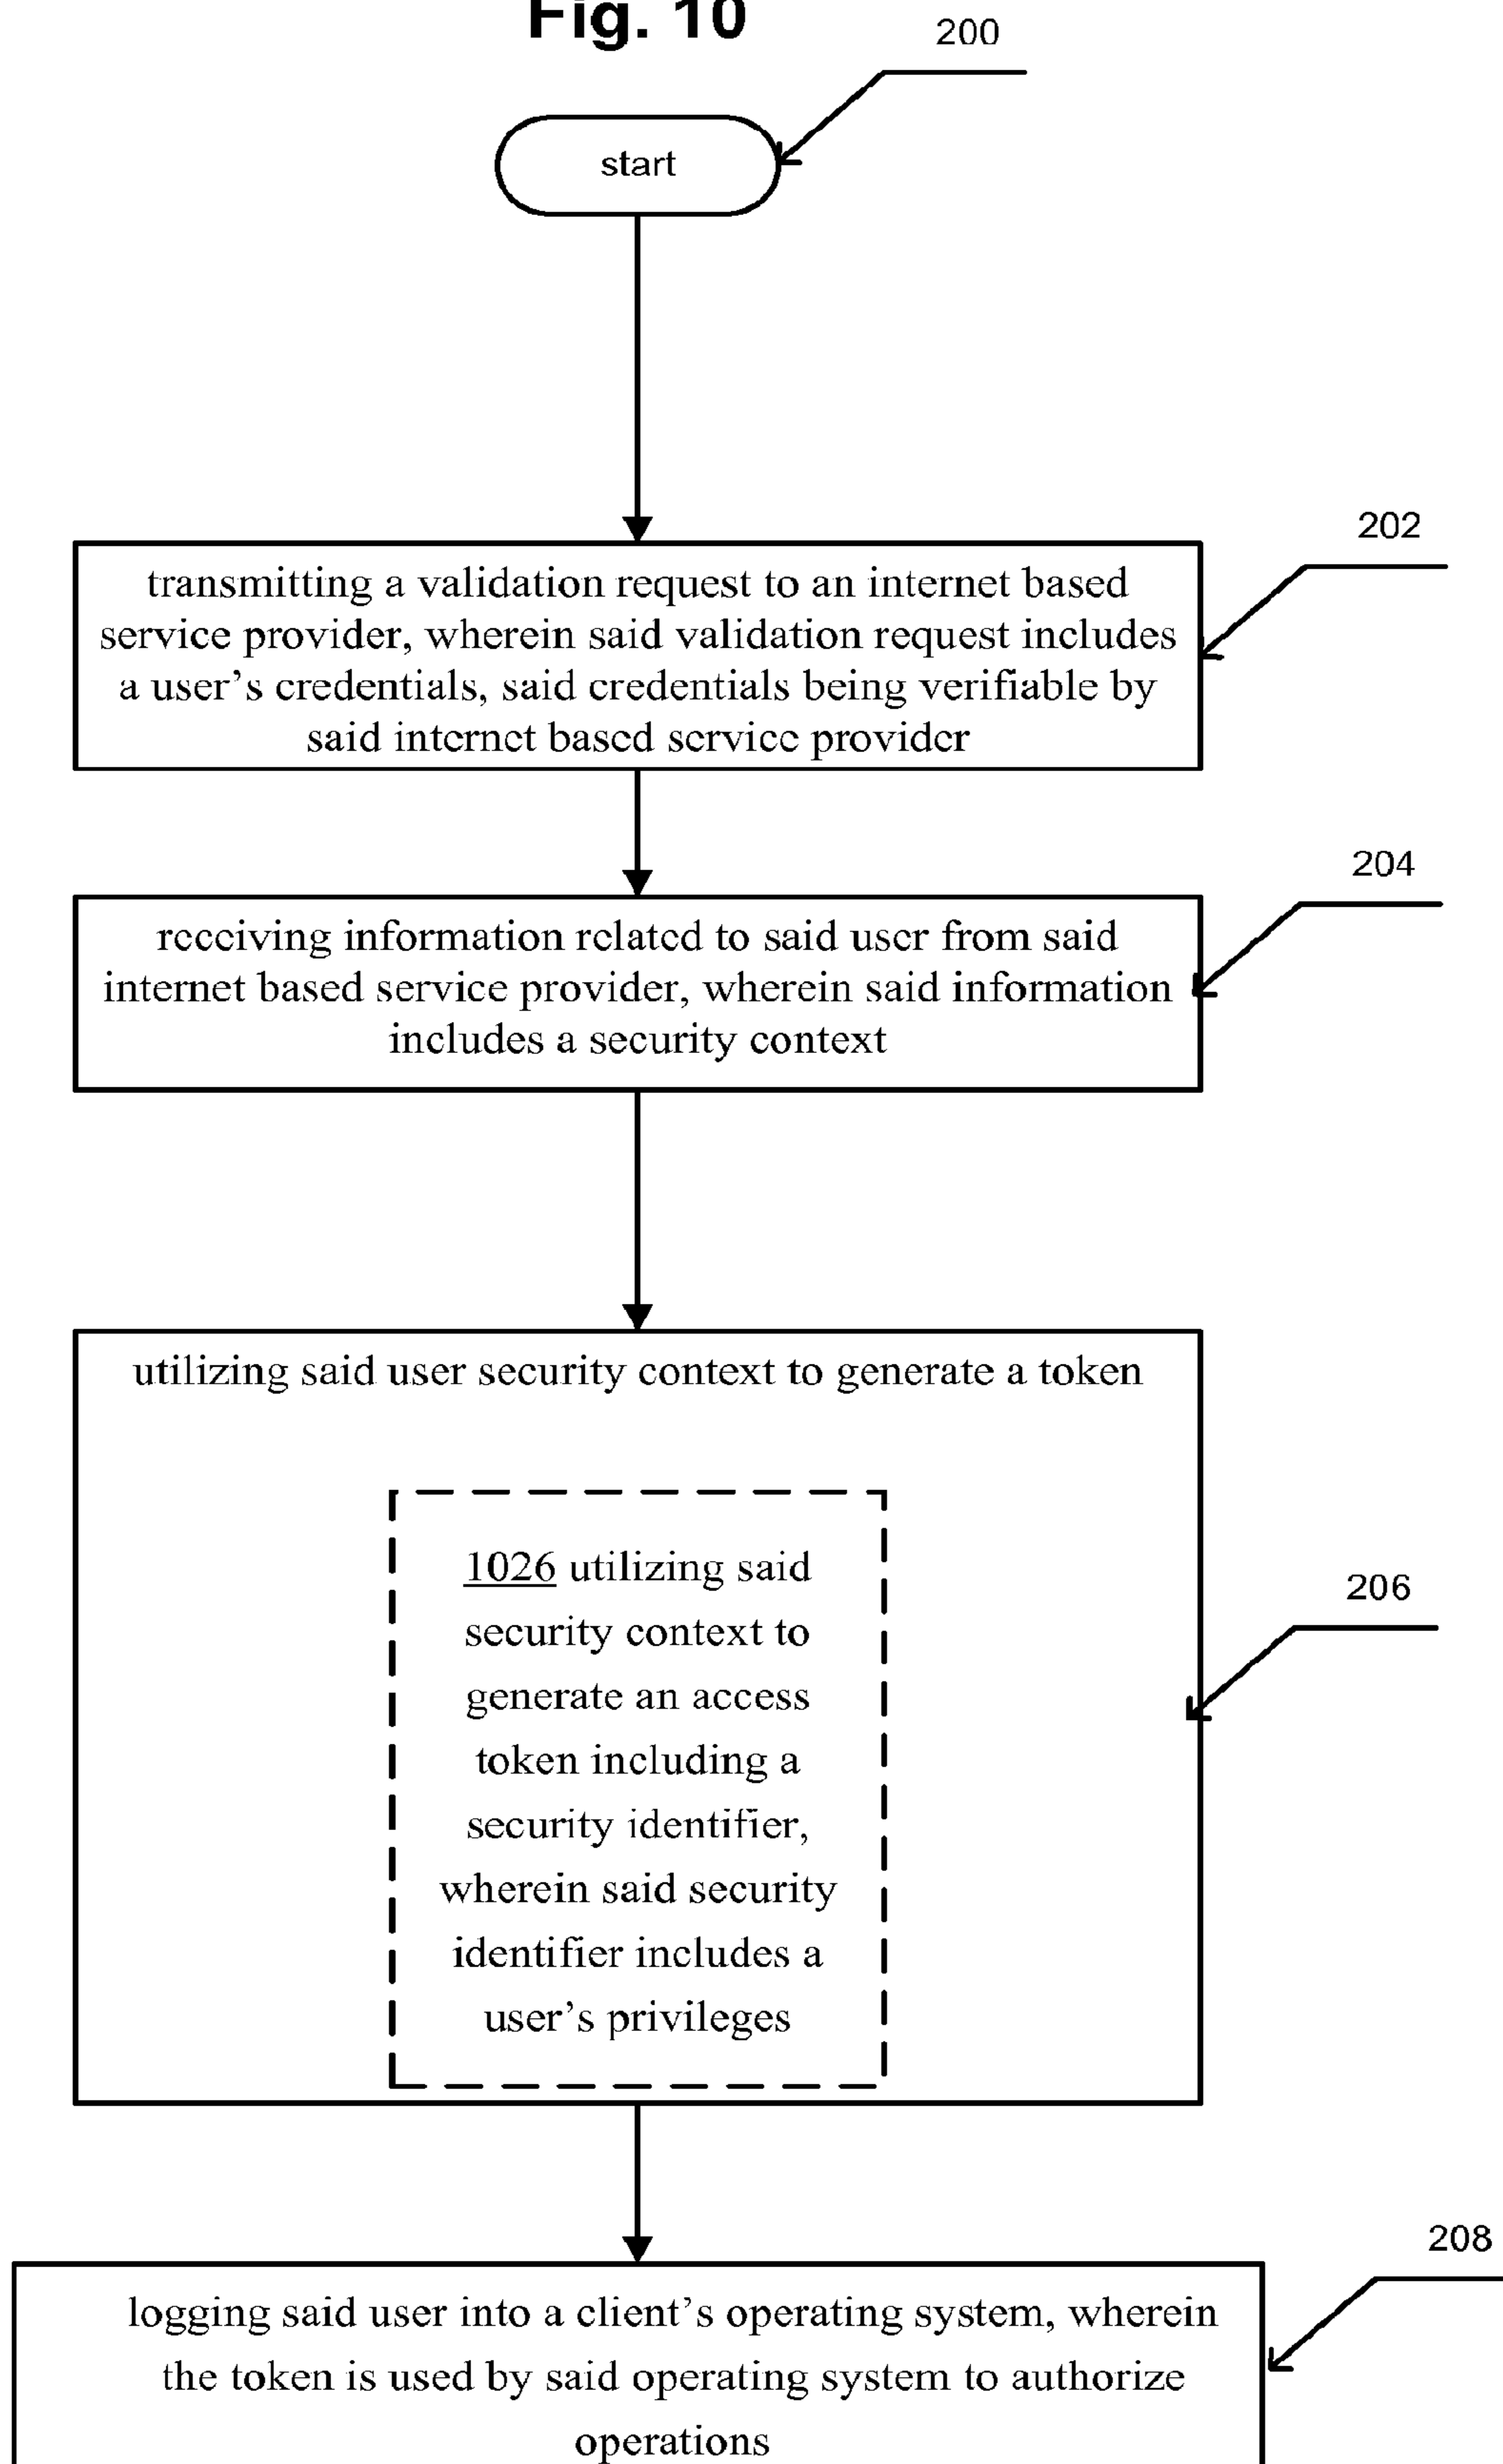 Fig. 10
200
start
202
transmitting a validation request to an internet based
service provider, wherein said validation request includes
a user's credentials, said credentials being verifiable by
said internet based service provider
204
receiving information related to said user from said
internet based service provider, wherein said information
includes a security context
utilizing said user security context to generate a token
1026 utilizing said
security context to
generate an access
token including a
security identifier,
wherein said security
identifier includes a
user's privileges
206
208
logging said user into a client's operating system, wherein
the token is used by said operating system to authorize
operations